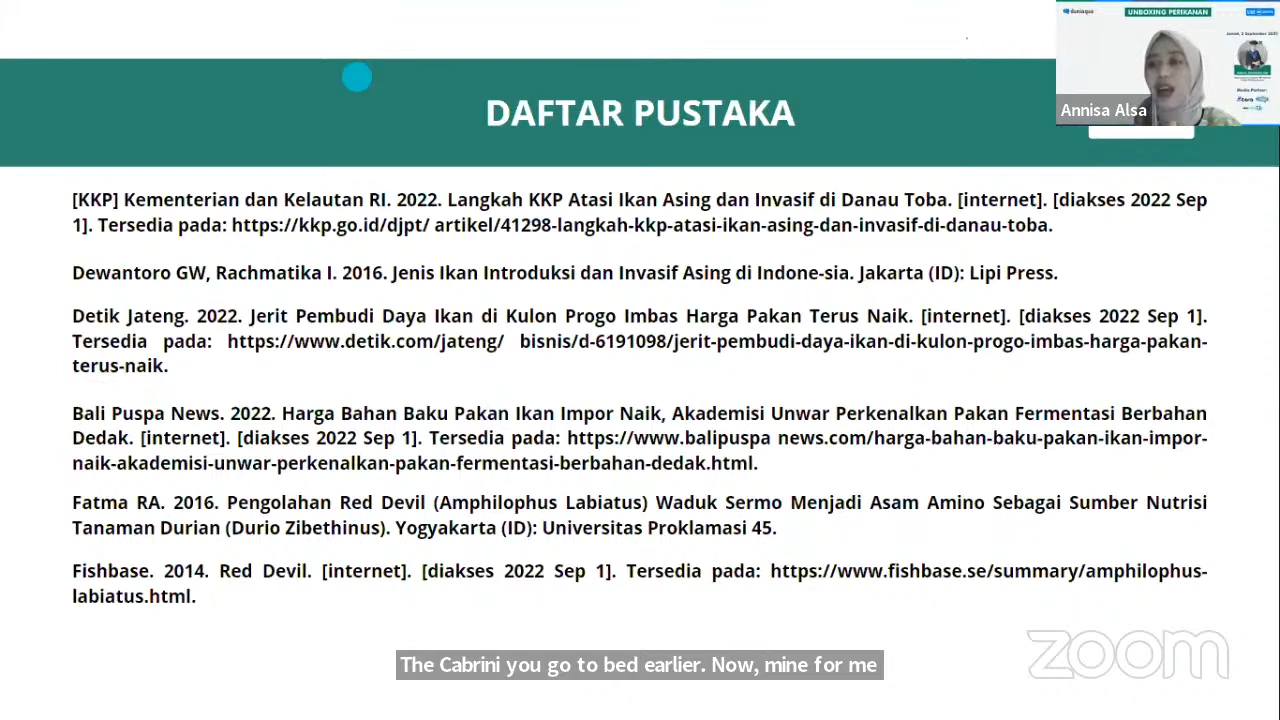 duniaqua
UNBOXING PERIKANAN
Annisa Alsa
Media Partner:
DAFTAR PUSTAKA
[KKP] Kementerian dan Kelautan RI. 2022. Langkah KKP Atasi Ikan Asing dan Invasif di Danau Toba. [internet]. [diakses 2022 Sep
1]. Tersedia pada: https://kkp.go.id/djpt/ artikel/41298-langkah-kkp-atasi-ikan-asing-dan-invasif-di-danau-toba.
Dewantoro GW, Rachmatika I. 2016. Jenis Ikan Introduksi dan Invasif Asing di Indone-sia. Jakarta (ID): Lipi Press.
Detik Jateng. 2022. Jerit Pembudi Daya Ikan di Kulon Progo Imbas Harga Pakan Terus Naik. [internet]. [diakses 2022 Sep 1].
Tersedia pada: https://www.detik.com/jateng/ bisnis/d-6191098/jerit-pembudi-daya-ikan-di-kulon-progo-imbas-harga-pakan-
terus-naik.
Bali Puspa News. 2022. Harga Bahan Baku Pakan Ikan Impor Naik, Akademisi Unwar Perkenalkan Pakan Fermentasi Berbahan
Dedak. [internet]. [diakses 2022 Sep 1]. Tersedia pada: https://www.balipuspa news.com/harga-bahan-baku-pakan-ikan-impor-
naik-akademisi-unwar-perkenalkan-pakan-fermentasi-berbahan-dedak.html.
Fatma RA. 2016. Pengolahan Red Devil (Amphilophus Labiatus) Waduk Sermo Menjadi Asam Amino Sebagai Sumber Nutrisi
Tanaman Durian (Durio Zibethinus). Yogyakarta (ID): Universitas Proklamasi 45.
Fishbase. 2014. Red Devil. [internet]. [diakses 2022 Sep 1]. Tersedia pada: https://www.fishbase.se/summary/amphilophus-
labiatus.html.
The Cabrini you go to bed earlier. Now, mine for me
zoom